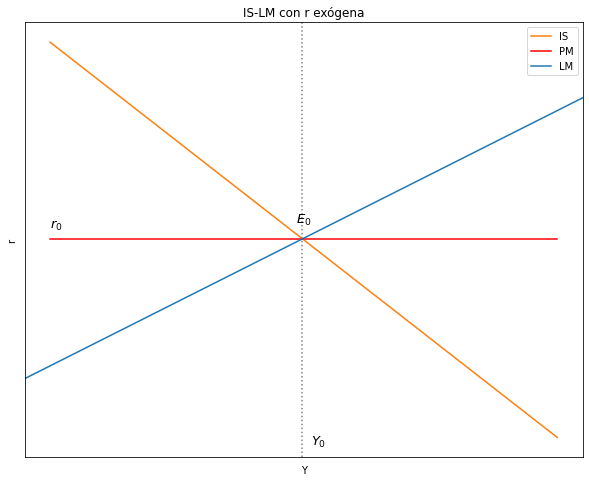 IS-LM con r exógena
IS
PM
LM
E₀
r₀
r
Y₀
Y